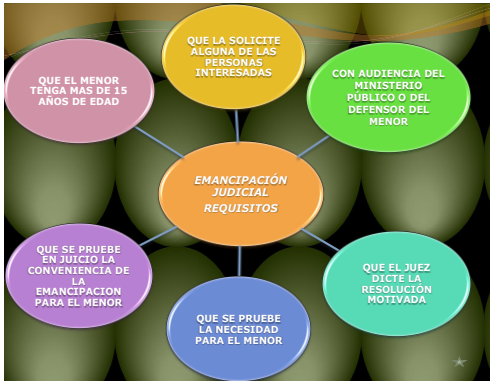 EMANCIPACIÓN
JUDICIAL
REQUISITOS
QUE LA SOLICITE
ALGUNA DE LAS
PERSONAS
INTERESADAS
CON AUDIENCIA DEL
MINISTERIO
PÚBLICO O DEL
DEFENSOR DEL
MENOR
QUE EL JUEZ
DICTE LA
RESOLUCIÓN
MOTIVADA
QUE SE PRUEBE
LA NECESIDAD
PARA EL MENOR
QUE SE PRUEBE
EN JUICIO LA
CONVENIENCIA DE
LA
EMANCIPACION
PARA EL MENOR
QUE EL MENOR
TENGA MAS DE 15
AÑOS DE EDAD